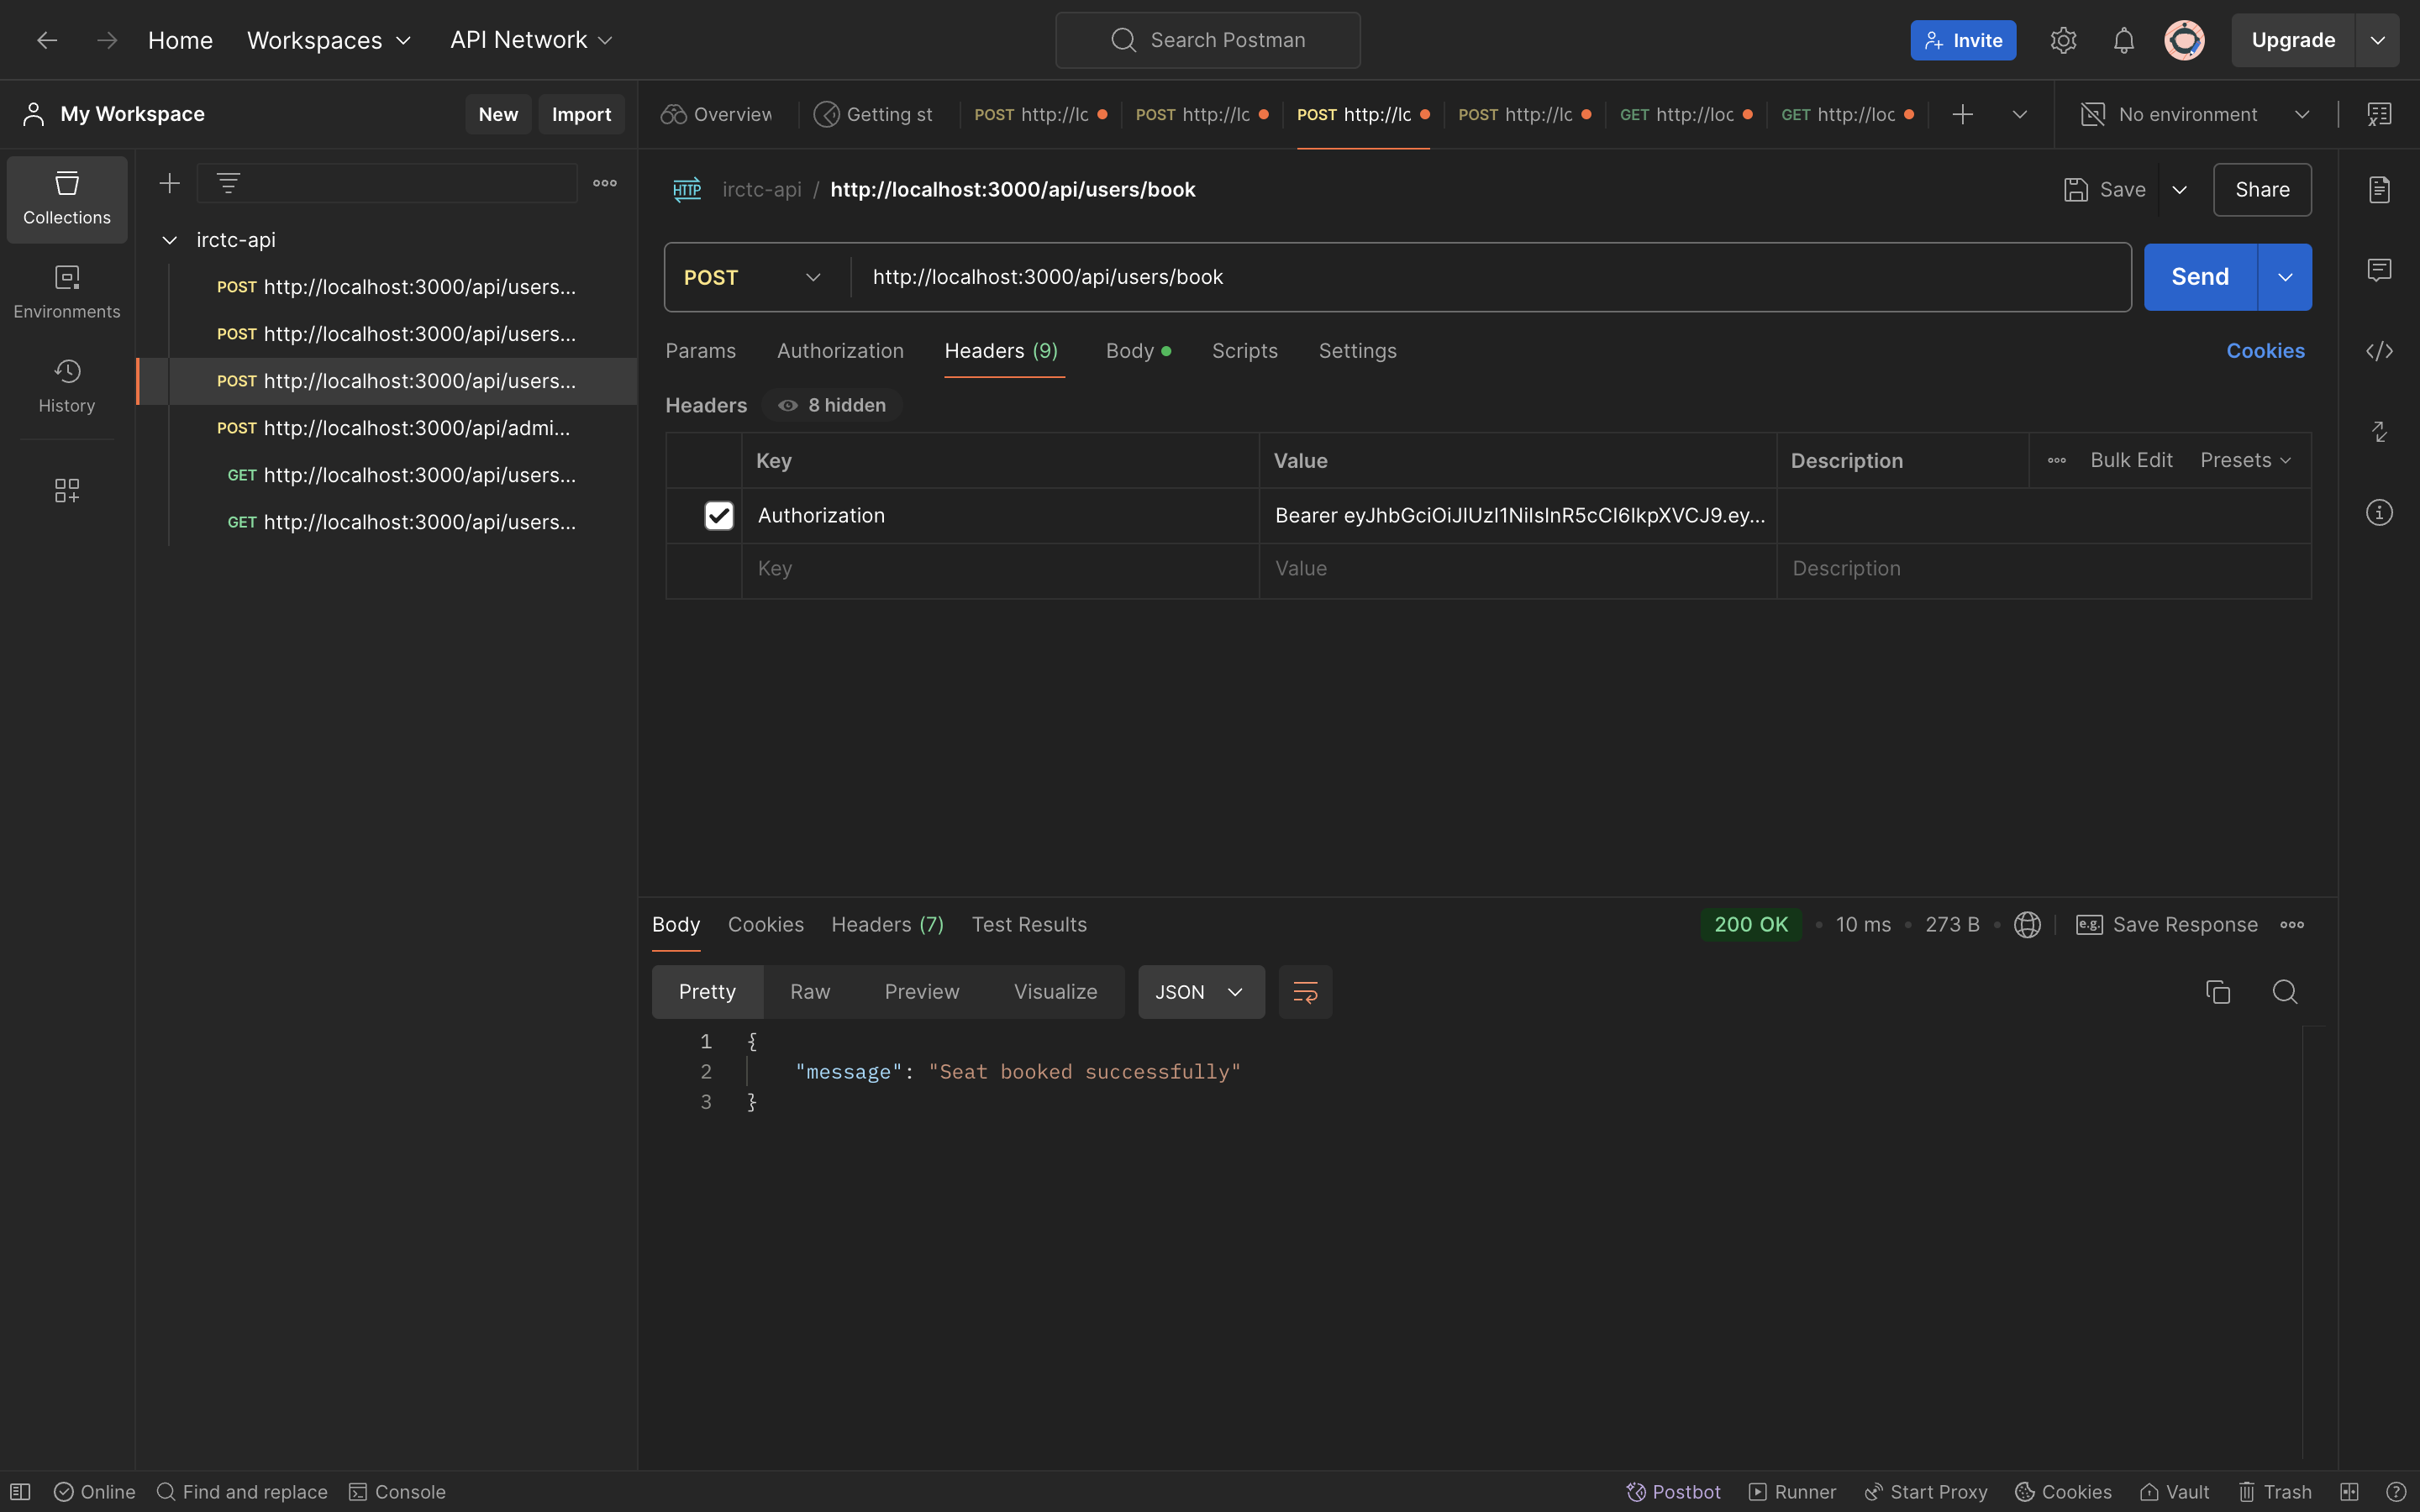 Home Workspaces API Network Search Postman Invite Upgrade
My Workspace New Import
Overview Getting st POST http://lc POST http://lc POST http://lc POST http://lc GET http://loc GET http://loc No environment
Collections
Environments
History
irctc-api
POST http://localhost:3000/api/users...
POST http://localhost:3000/api/users...
POST http://localhost:3000/api/users...
POST http://localhost:3000/api/admi...
GET http://localhost:3000/api/users...
GET http://localhost:3000/api/users...
HTTP irctc-api / http://localhost:3000/api/users/book Save Share
POST http://localhost:3000/api/users/book Send
Params Authorization Headers (9) Body Scripts Settings Cookies
Headers 8 hidden
Key Value Description Bulk Edit Presets
Authorization Bearer eyJhbGciOiJIUzI1NiIsInR5cCI6IkpXVCJ9.ey...
Key Value Description
Body Cookies Headers (7) Test Results 200 OK • 10 ms • 273 B • e.g. Save Response
Pretty Raw Preview Visualize JSON
1 {
2 "message": "Seat booked successfully"
3 }
Online Find and replace Console Postbot Runner Start Proxy Cookies Vault Trash